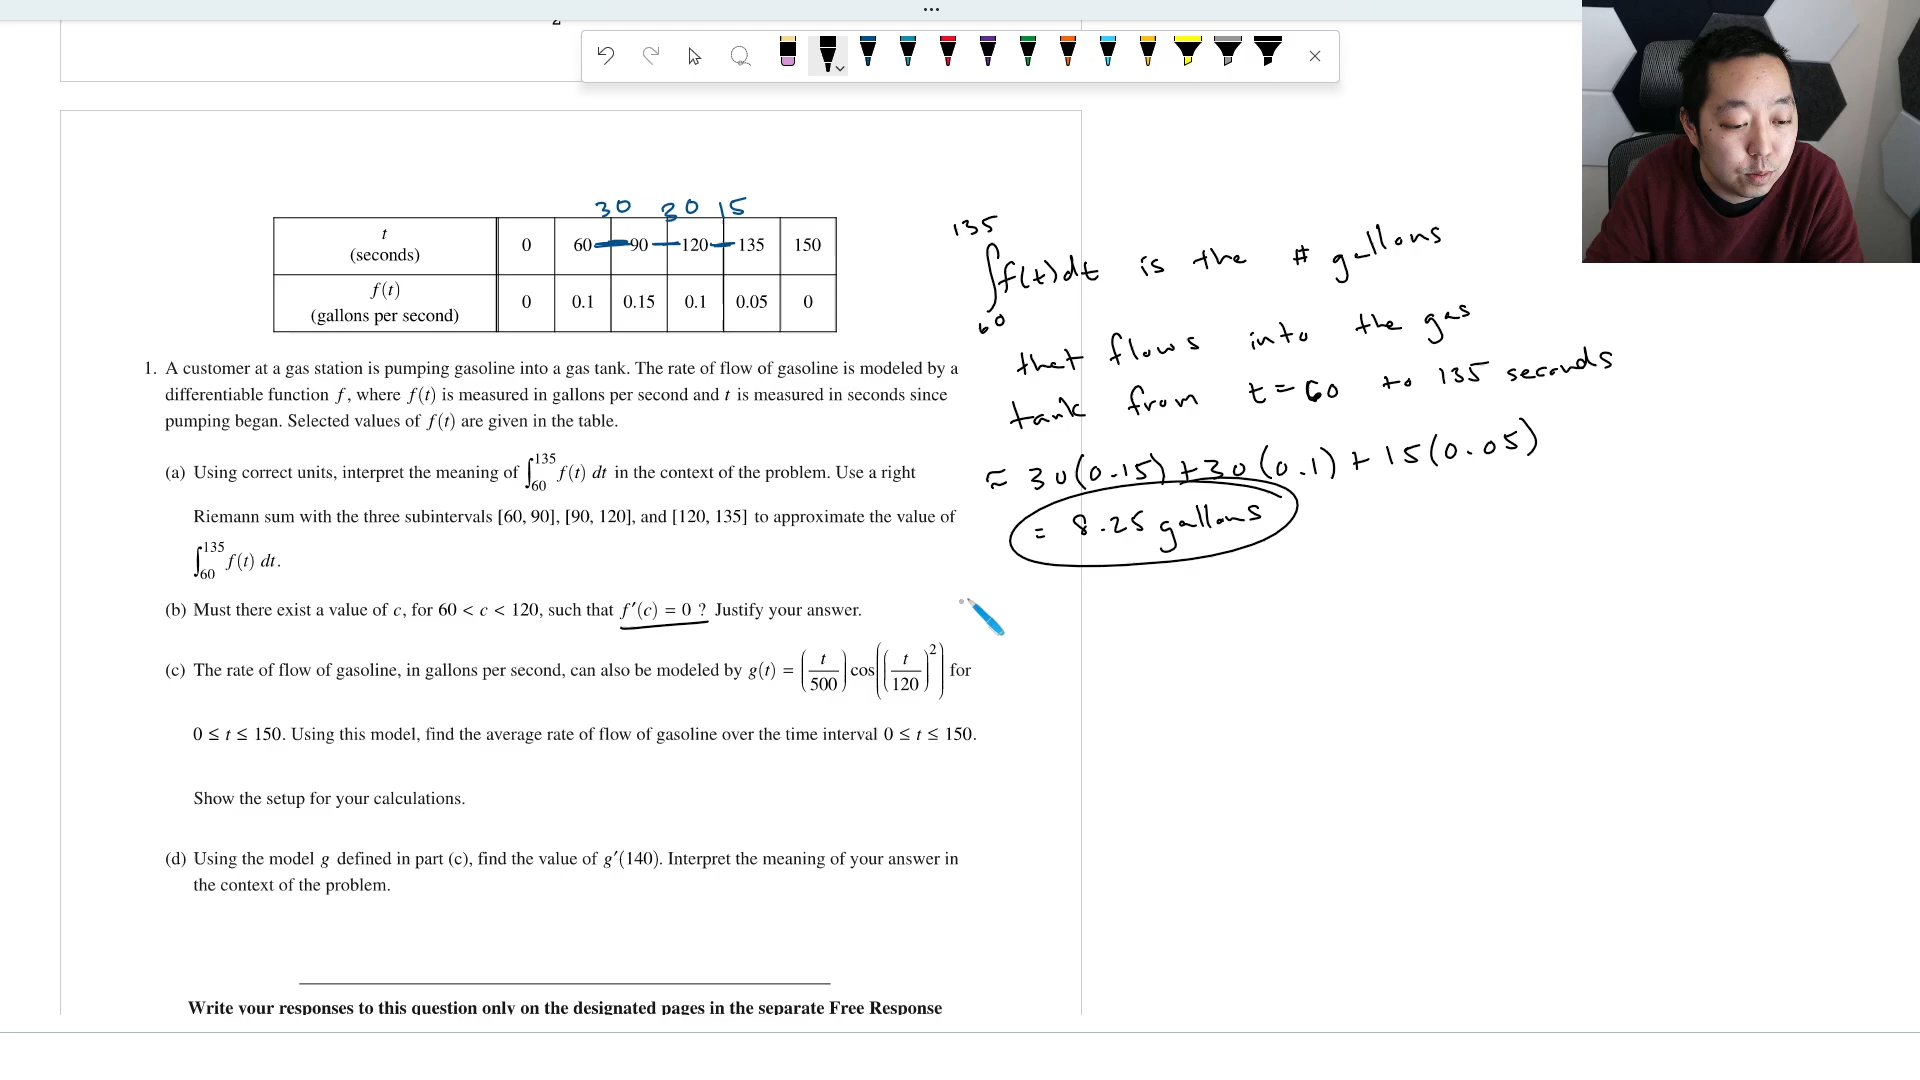 ...
30 30 15
t (seconds) 0 60 90 120 135 150
f(t) (gallons per second) 0 0.1 0.15 0.1 0.05 0
1. A customer at a gas station is pumping gasoline into a gas tank. The rate of flow of gasoline is modeled by a
differentiable function f, where f(t) is measured in gallons per second and t is measured in seconds since
pumping began. Selected values of f(t) are given in the table.
(a) Using correct units, interpret the meaning of ∫_60^135 f(t) dt in the context of the problem. Use a right
Riemann sum with the three subintervals [60, 90], [90, 120], and [120, 135] to approximate the value of
∫_60^135 f(t) dt.
(b) Must there exist a value of c, for 60 < c < 120, such that f′(c) = 0 ? Justify your answer.
(c) The rate of flow of gasoline, in gallons per second, can also be modeled by g(t) = (t/500) cos((t/120)^2) for
0 ≤ t ≤ 150. Using this model, find the average rate of flow of gasoline over the time interval 0 ≤ t ≤ 150.
Show the setup for your calculations.
(d) Using the model g defined in part (c), find the value of g′(140). Interpret the meaning of your answer in
the context of the problem.
Write your responses to this question only on the designated pages in the separate Free Response
∫_60^135 f(t)dt is the # gallons
that flows into the gas
tank from t=60 to 135 seconds
≈ 30(0.15) + 30(0.1) + 15(0.05)
= 8.25 gallons